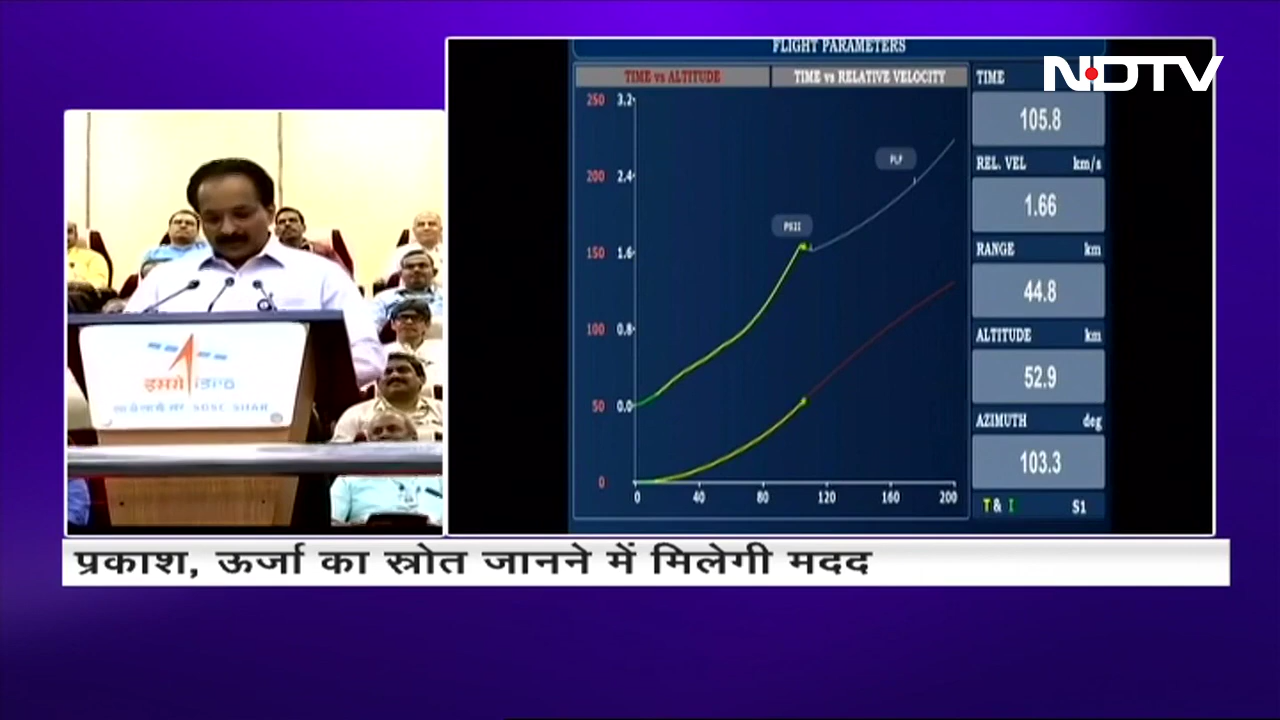 FLIGHT PARAMETERS
NDTV
TIME vs ALTITUDE
TIME vs RELATIVE VELOCITY
TIME
105.8
REL. VEL km/s
1.66
RANGE km
44.8
ALTITUDE km
52.9
AZIMUTH deg
103.3
T & I S1
250 3.2
200 2.4
150 1.6
100 0.8
50 0.0
0
0 40 80 120 160 200
PLF
PSII
इसरो isro
SDSC SHAR
प्रकाश, ऊर्जा का स्रोत जानने में मिलेगी मदद